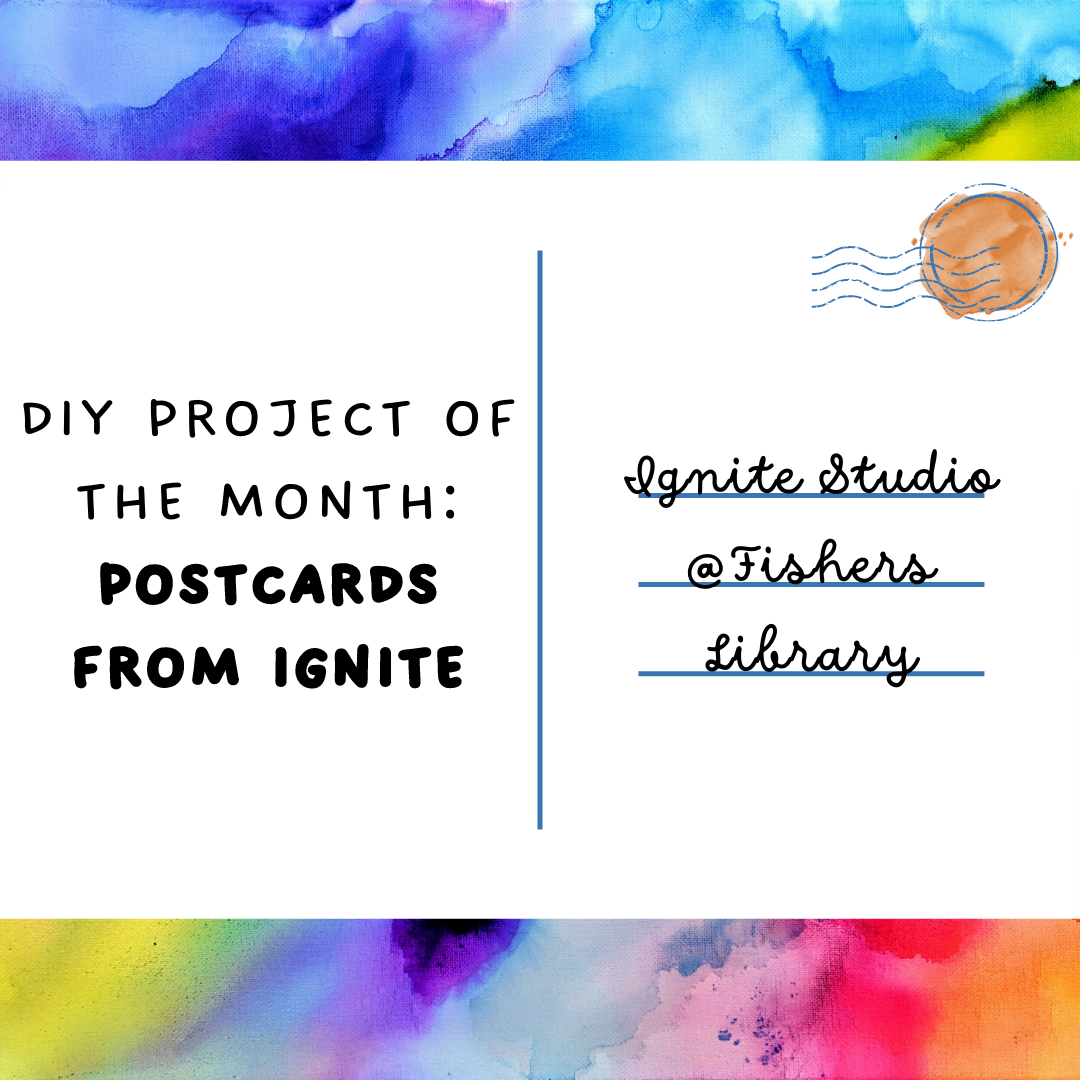 DIY PROJECT OF
THE MONTH:
POSTCARDS
FROM IGNITE
Ignite Studio
@Fishers
Library